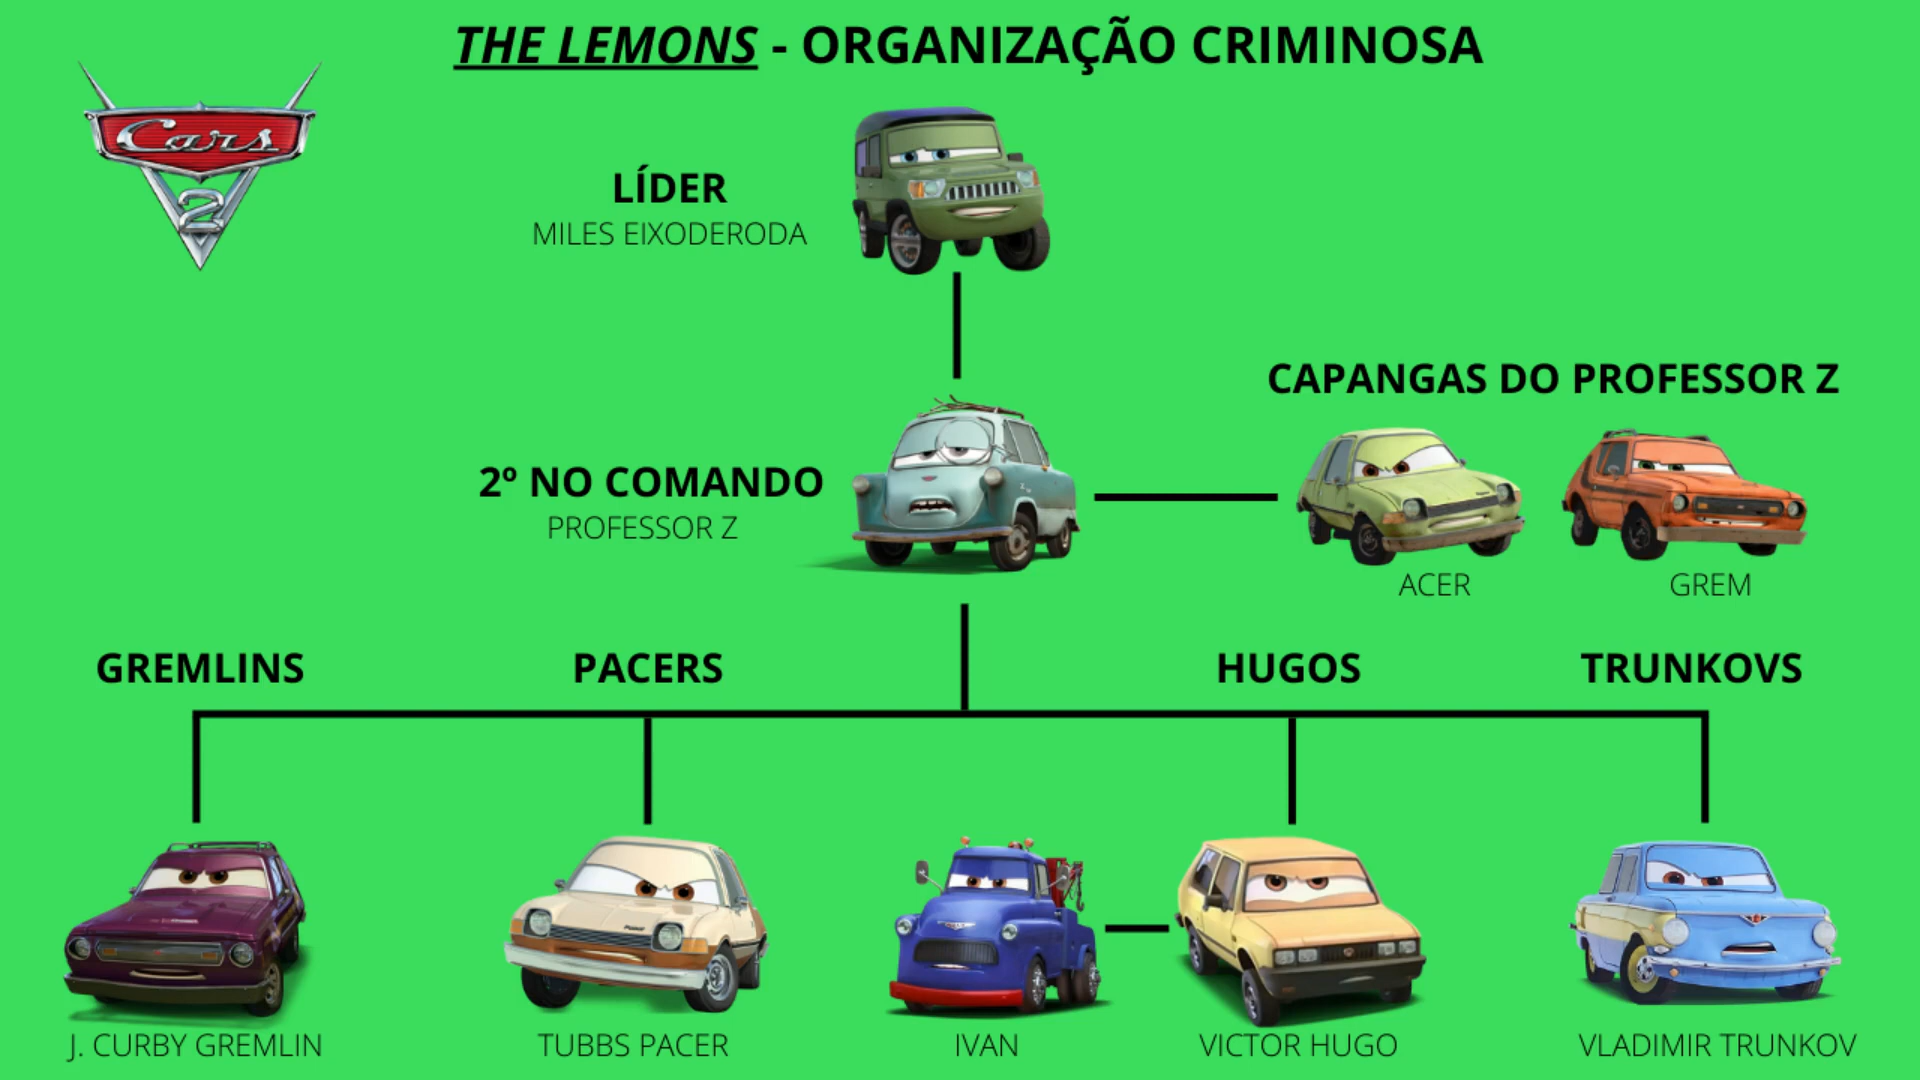 THE LEMONS - ORGANIZAÇÃO CRIMINOSA
Cars
2
LÍDER
MILES EIXODERODA
CAPANGAS DO PROFESSOR Z
2º NO COMANDO
PROFESSOR Z
ACER
GREM
GREMLINS
PACERS
HUGOS
TRUNKOVS
J. CURBY GREMLIN
TUBBS PACER
IVAN
VICTOR HUGO
VLADIMIR TRUNKOV